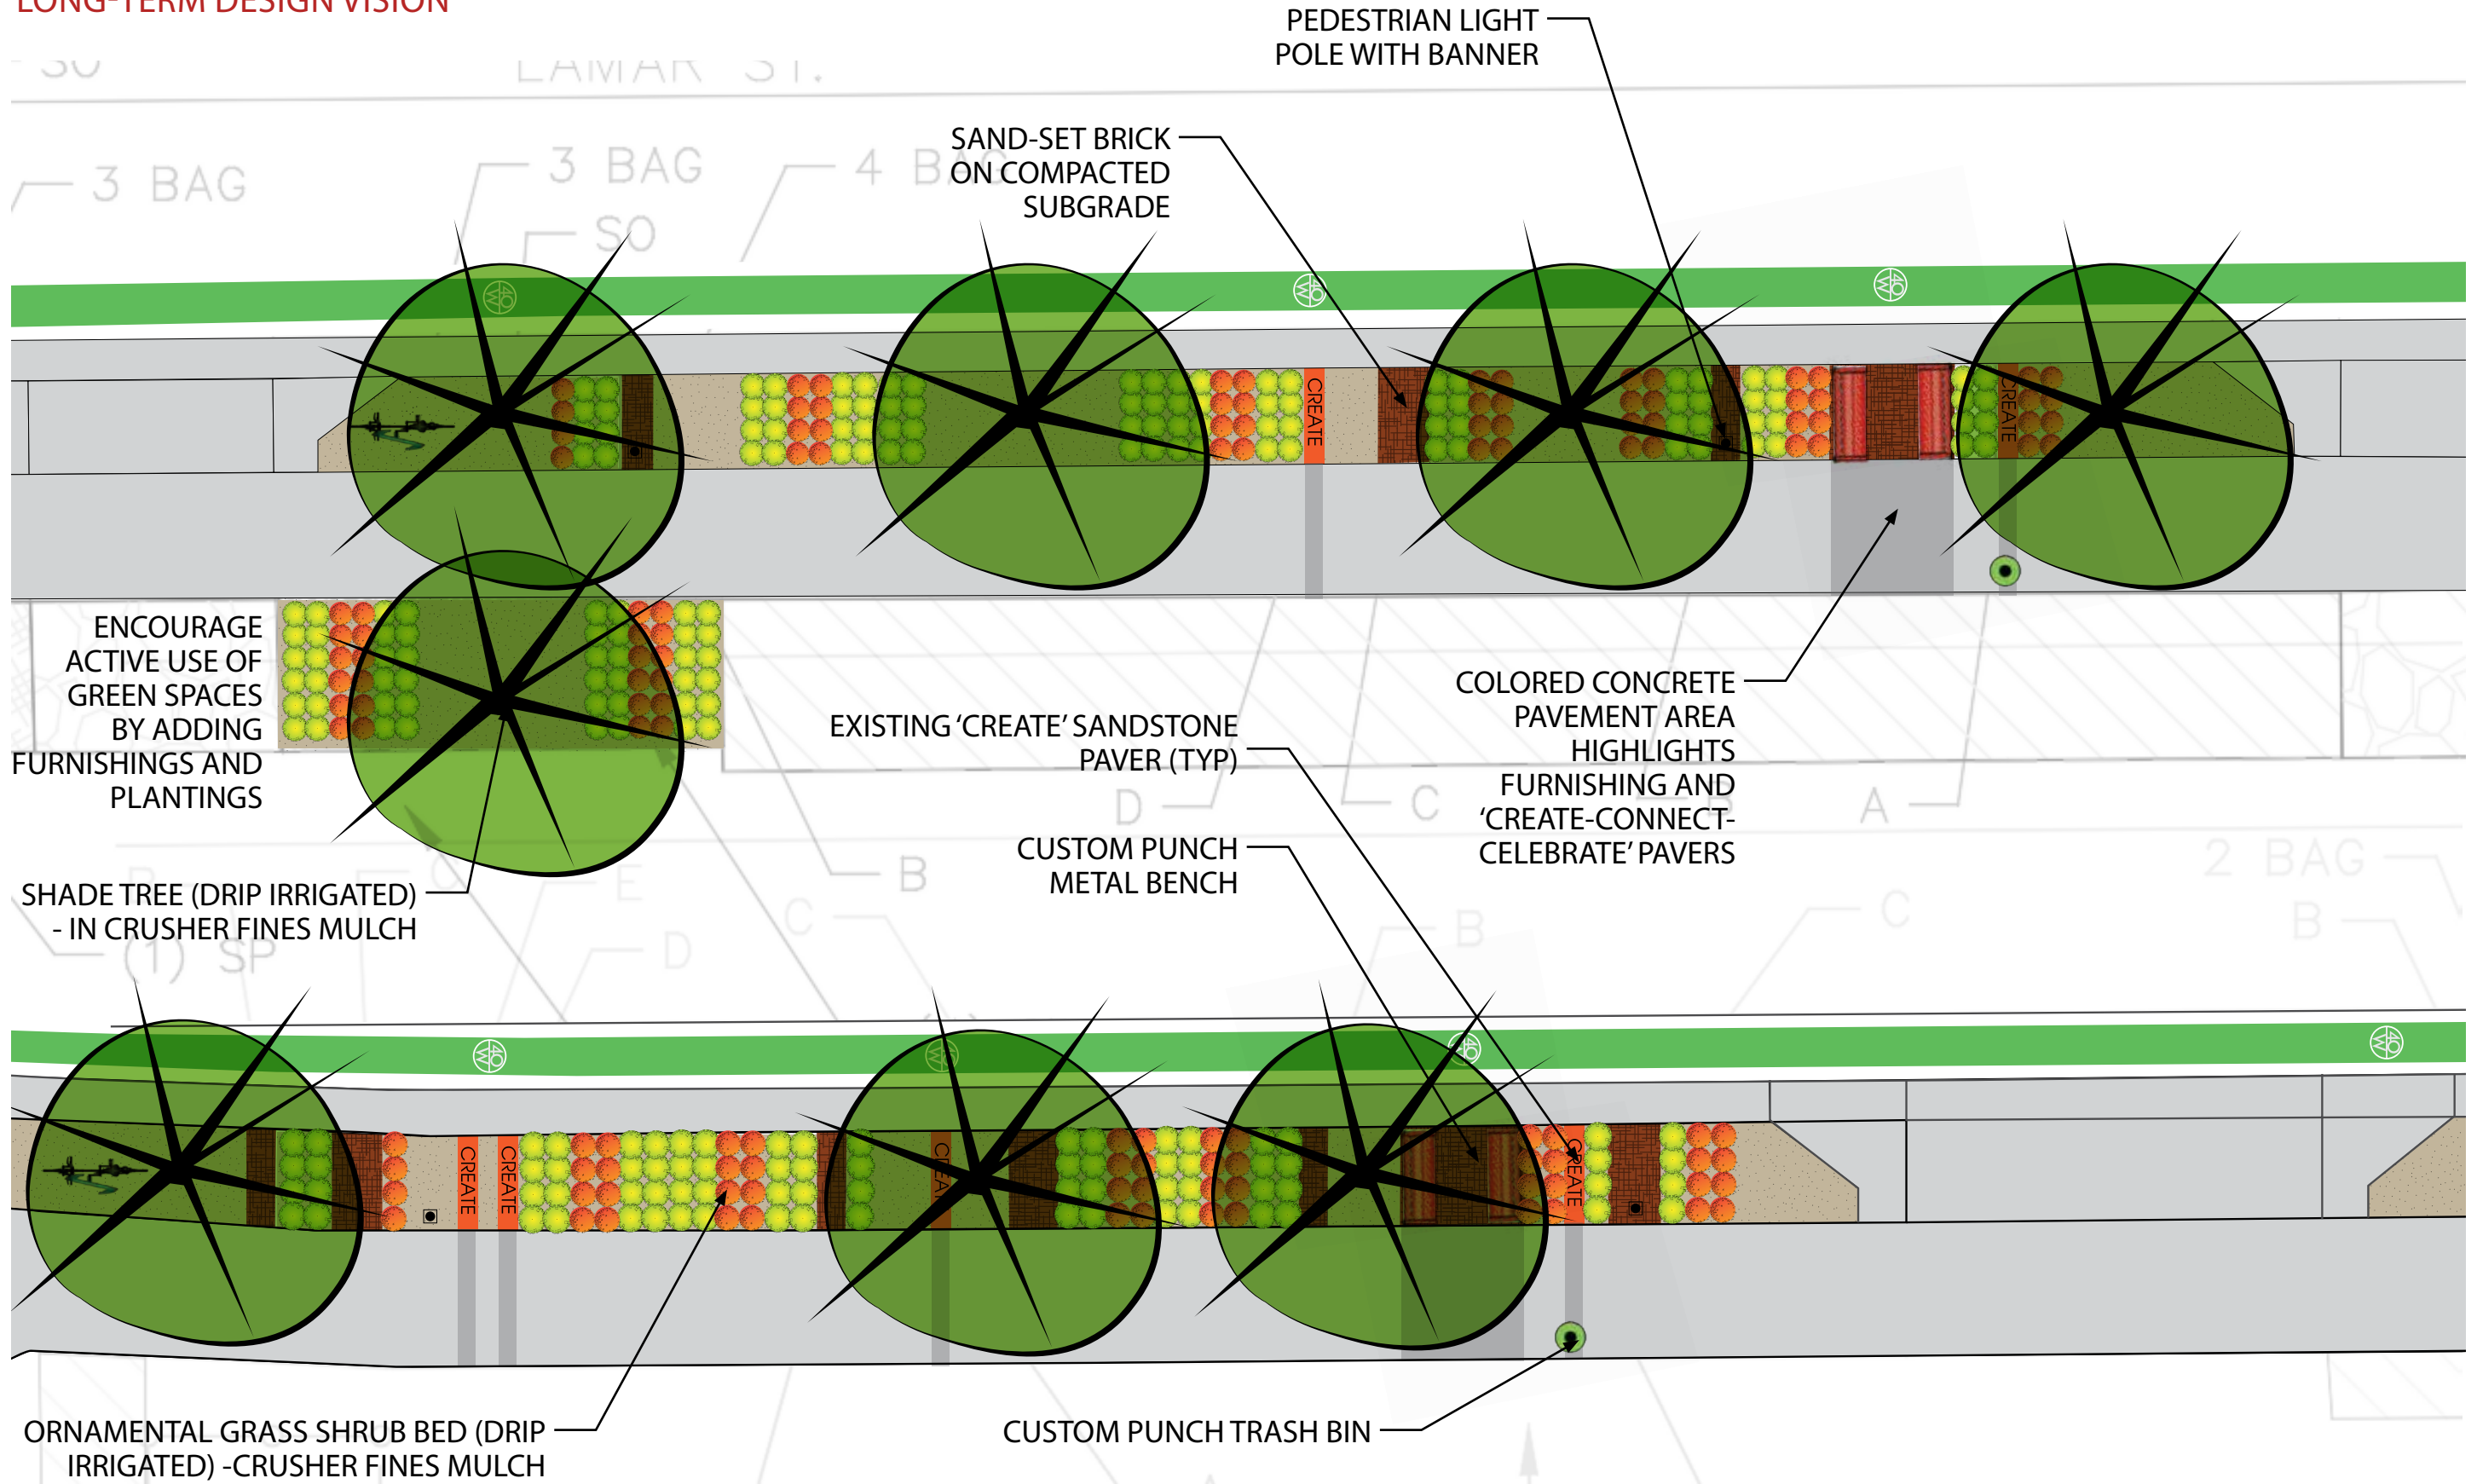 LONG-TERM DESIGN VISION
PEDESTRIAN LIGHT
POLE WITH BANNER
SO
LAMAR ST.
SAND-SET BRICK
ON COMPACTED
SUBGRADE
3 BAG
3 BAG
SO
4 BAG
CREATE
CREATE
ENCOURAGE
ACTIVE USE OF
GREEN SPACES
BY ADDING
FURNISHINGS AND
PLANTINGS
COLORED CONCRETE
PAVEMENT AREA
HIGHLIGHTS
FURNISHING AND
‘CREATE-CONNECT-
CELEBRATE’ PAVERS
EXISTING ‘CREATE’ SANDSTONE
PAVER (TYP)
D
C
B
A
CUSTOM PUNCH
METAL BENCH
2 BAG
B
E
C
D
B
C
B
SHADE TREE (DRIP IRRIGATED)
- IN CRUSHER FINES MULCH
(1) SP
CREATE
CREATE
CREATE
ORNAMENTAL GRASS SHRUB BED (DRIP
IRRIGATED) -CRUSHER FINES MULCH
CUSTOM PUNCH TRASH BIN